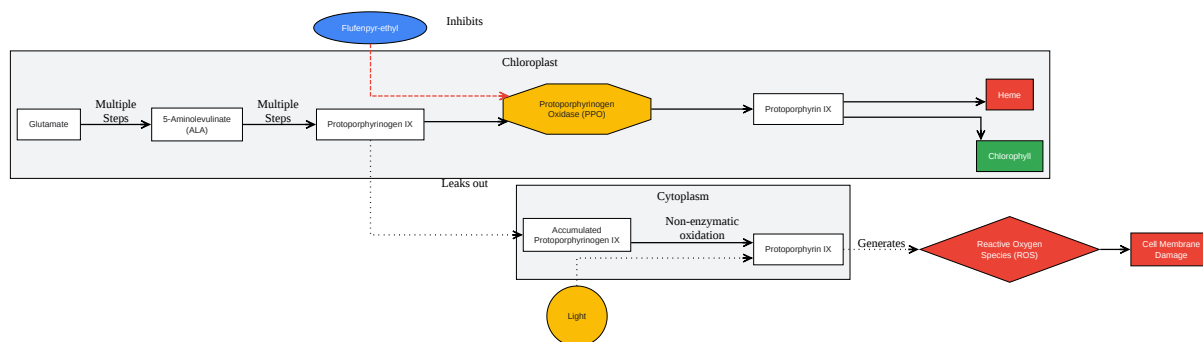 Flufenpyr-ethyl
Inhibits
Chloroplast
Glutamate
Multiple
Steps
5-Aminolevulinate
(ALA)
Multiple
Steps
Protoporphyrinogen IX
Protoporphyrinogen
Oxidase (PPO)
Protoporphyrin IX
Heme
Chlorophyll
Leaks out
Cytoplasm
Accumulated
Protoporphyrinogen IX
Non-enzymatic
oxidation
Protoporphyrin IX
Generates
Reactive Oxygen
Species (ROS)
Cell Membrane
Damage
Light